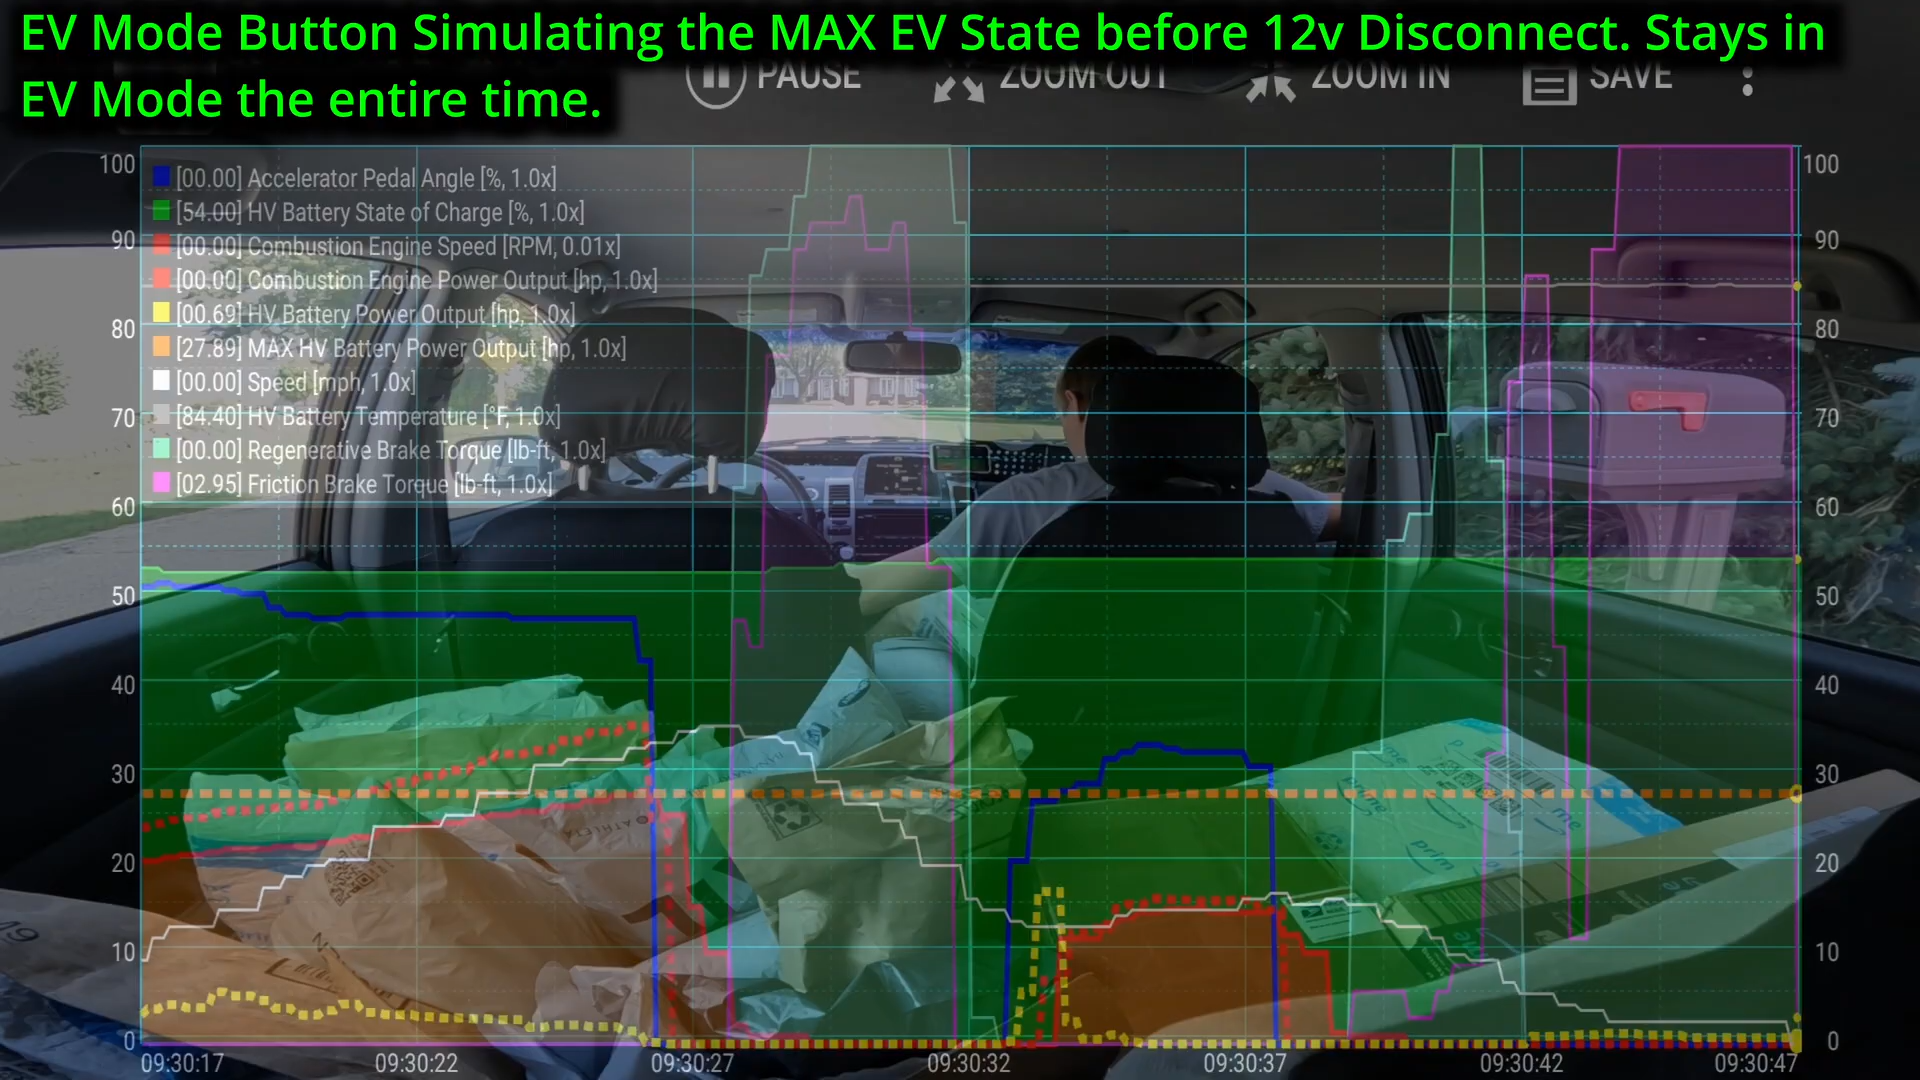 EV Mode Button Simulating the MAX EV State before 12v Disconnect. Stays in
EV Mode the entire time.
PAUSE ZOOM OUT ZOOM IN SAVE
[00.00] Accelerator Pedal Angle [%, 1.0x]
[54.00] HV Battery State of Charge [%, 1.0x]
[00.00] Combustion Engine Speed [RPM, 0.01x]
[00.00] Combustion Engine Power Output [hp, 1.0x]
[00.69] HV Battery Power Output [hp, 1.0x]
[27.89] MAX HV Battery Power Output [hp, 1.0x]
[00.00] Speed [mph, 1.0x]
[84.40] HV Battery Temperature [°F, 1.0x]
[00.00] Regenerative Brake Torque [lb-ft, 1.0x]
[02.95] Friction Brake Torque [lb-ft, 1.0x]
100 100
90 90
80 80
70 70
60 60
50 50
40 40
30 30
20 20
10 10
0 0
09:30:17 09:30:22 09:30:27 09:30:32 09:30:37 09:30:42 09:30:47
ATHLETA
prime
prime
prime